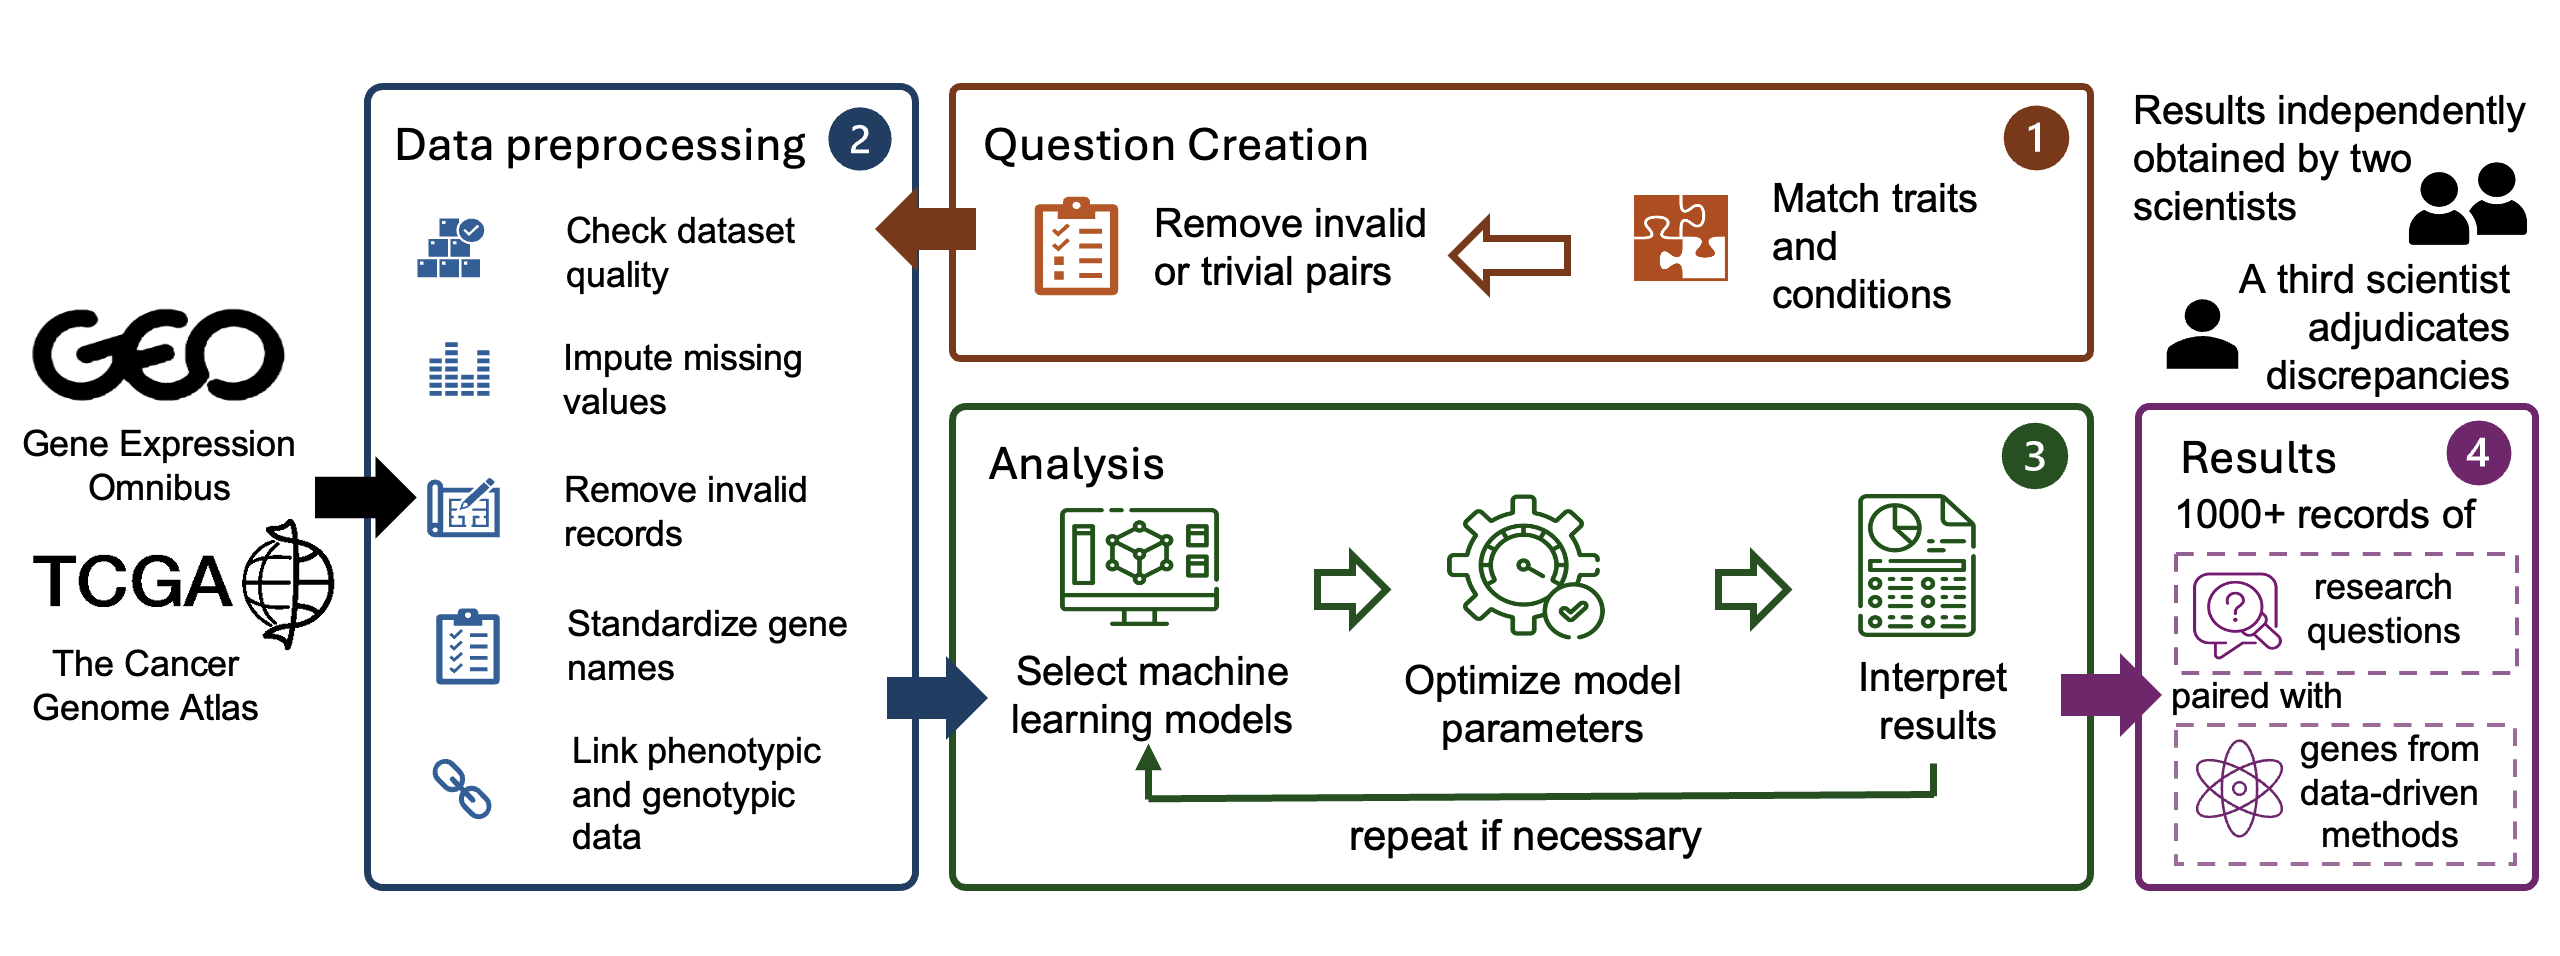 GEO
Gene Expression
Omnibus
TCGA
The Cancer
Genome Atlas
Data preprocessing
2
Check dataset
quality
Impute missing
values
Remove invalid
records
Standardize gene
names
Link phenotypic
and genotypic
data
Question Creation
1
Remove invalid
or trivial pairs
Match traits
and
conditions
Analysis
3
Select machine
learning models
Optimize model
parameters
Interpret
results
repeat if necessary
Results independently
obtained by two
scientists
A third scientist
adjudicates
discrepancies
Results
4
1000+ records of
?
research
questions
paired with
genes from
data-driven
methods